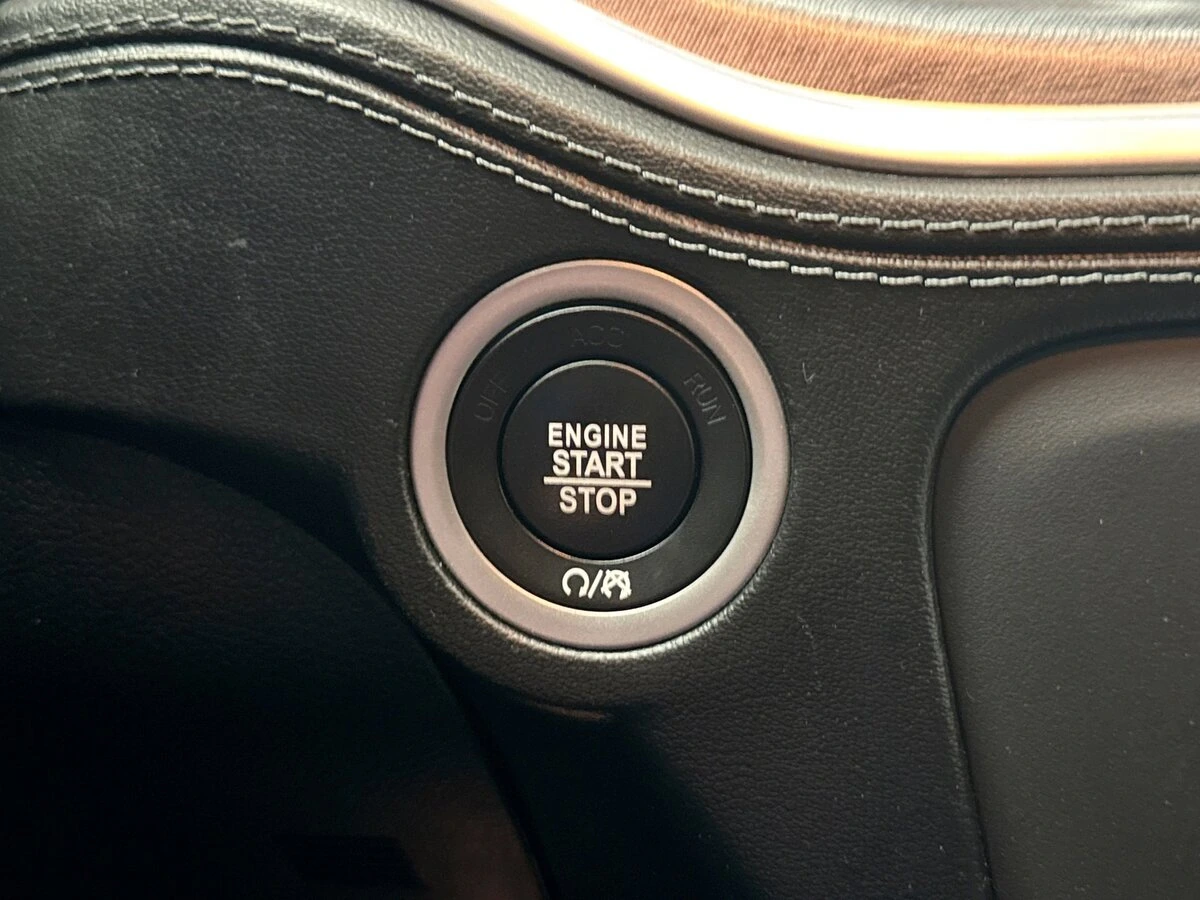 ACC
OFF
RUN
ENGINE
START
STOP